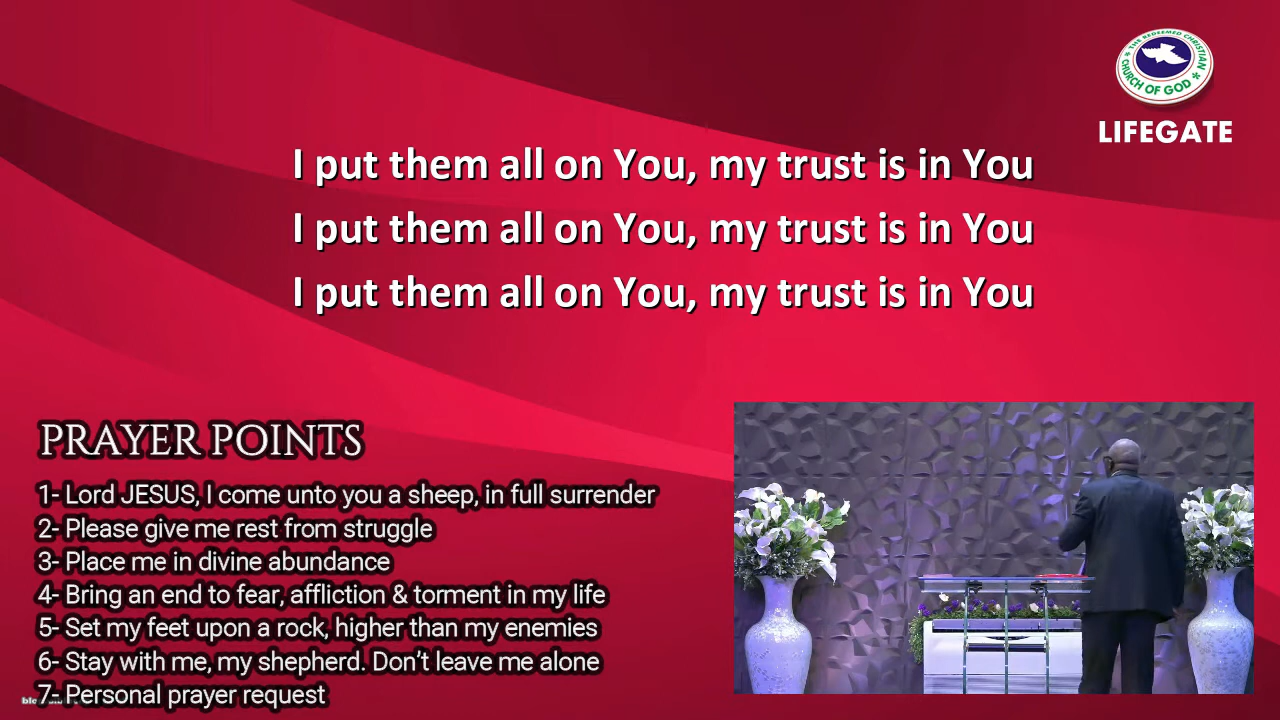 THE REDEEMED CHRISTIAN
CHURCH OF GOD
LIFEGATE
I put them all on You, my trust is in You
I put them all on You, my trust is in You
I put them all on You, my trust is in You
PRAYER POINTS
1- Lord JESUS, I come unto you a sheep, in full surrender
2- Please give me rest from struggle
3- Place me in divine abundance
4- Bring an end to fear, affliction & torment in my life
5- Set my feet upon a rock, higher than my enemies
6- Stay with me, my shepherd. Don’t leave me alone
7- Personal prayer request